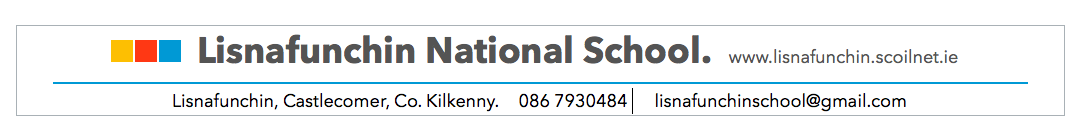 Lisnafunchin National School. www.lisnafunchin.scoilnet.ie
Lisnafunchin, Castlecomer, Co. Kilkenny. 086 7930484 lisnafunchinschool@gmail.com